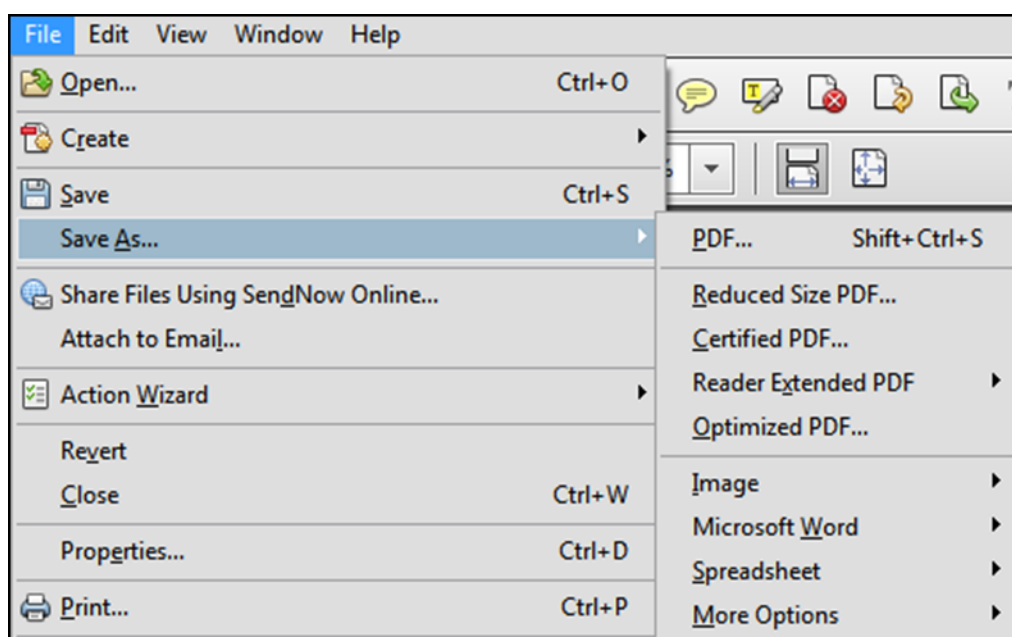 File Edit View Window Help
Open... Ctrl+O
Create
Save Ctrl+S
Save As...
Share Files Using SendNow Online...
Attach to Email...
Action Wizard
Revert
Close Ctrl+W
Properties... Ctrl+D
Print... Ctrl+P
T
%
PDF... Shift+Ctrl+S
Reduced Size PDF...
Certified PDF...
Reader Extended PDF
Optimized PDF...
Image
Microsoft Word
Spreadsheet
More Options